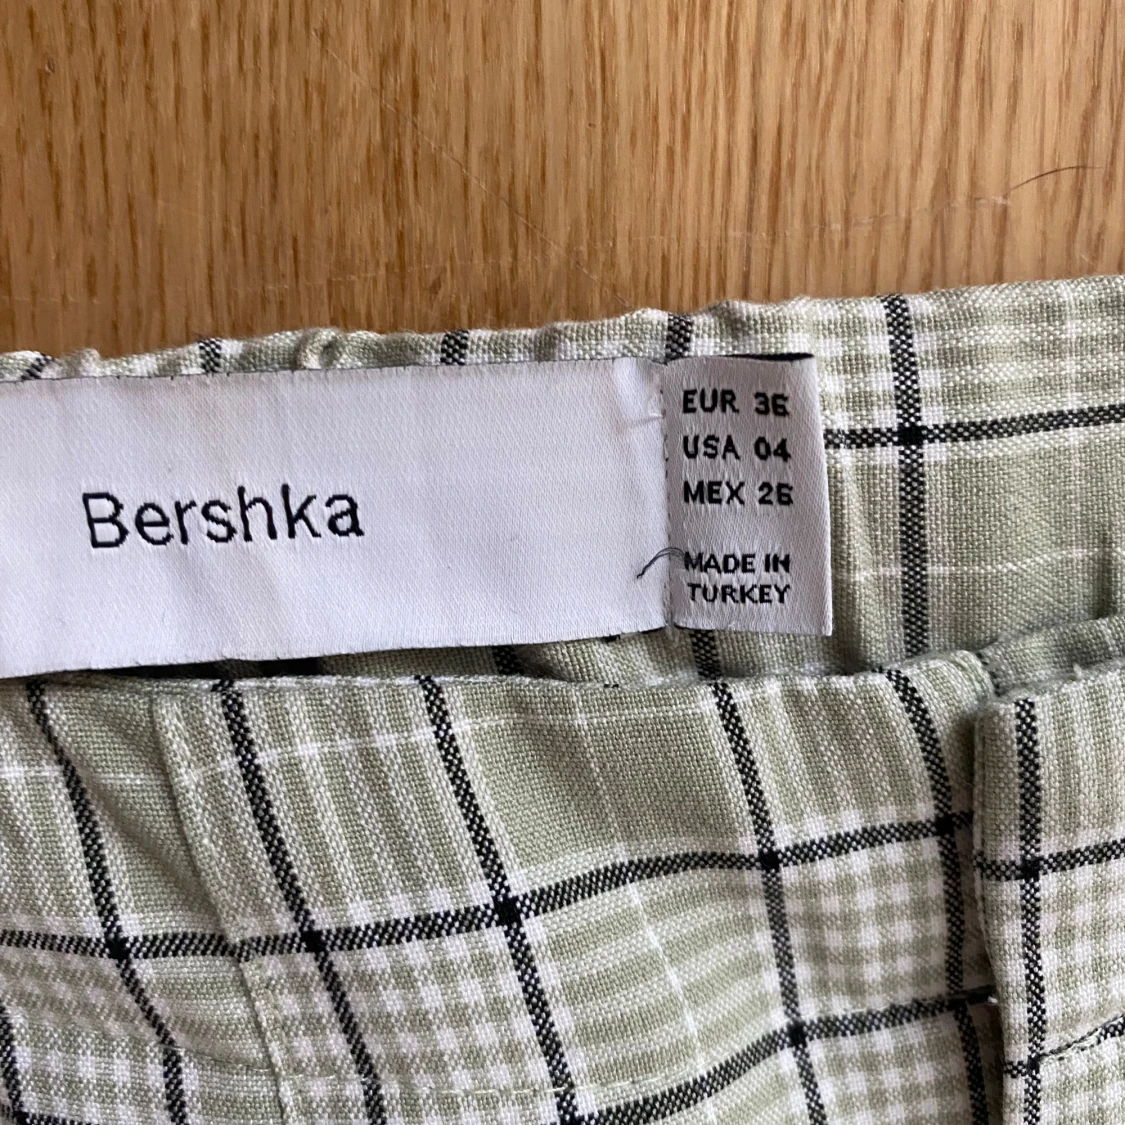 Bershka
EUR 36
USA 04
MEX 26
MADE IN
TURKEY